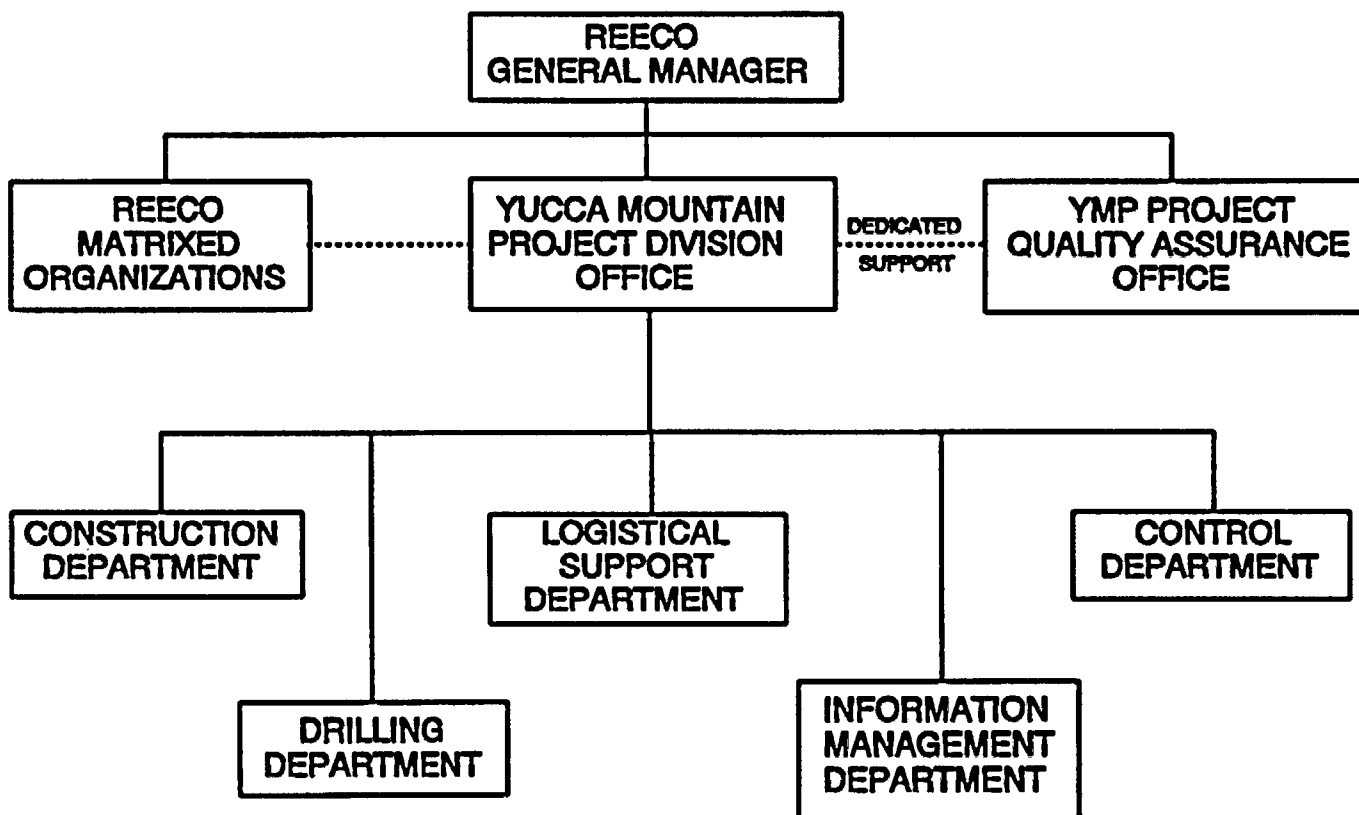 REECO
GENERAL MANAGER
REECO
MATRIXED
ORGANIZATIONS
YUCCA MOUNTAIN
PROJECT DIVISION
OFFICE
DEDICATED
SUPPORT
YMP PROJECT
QUALITY ASSURANCE
OFFICE
CONSTRUCTION
DEPARTMENT
LOGISTICAL
SUPPORT
DEPARTMENT
CONTROL
DEPARTMENT
DRILLING
DEPARTMENT
INFORMATION
MANAGEMENT
DEPARTMENT